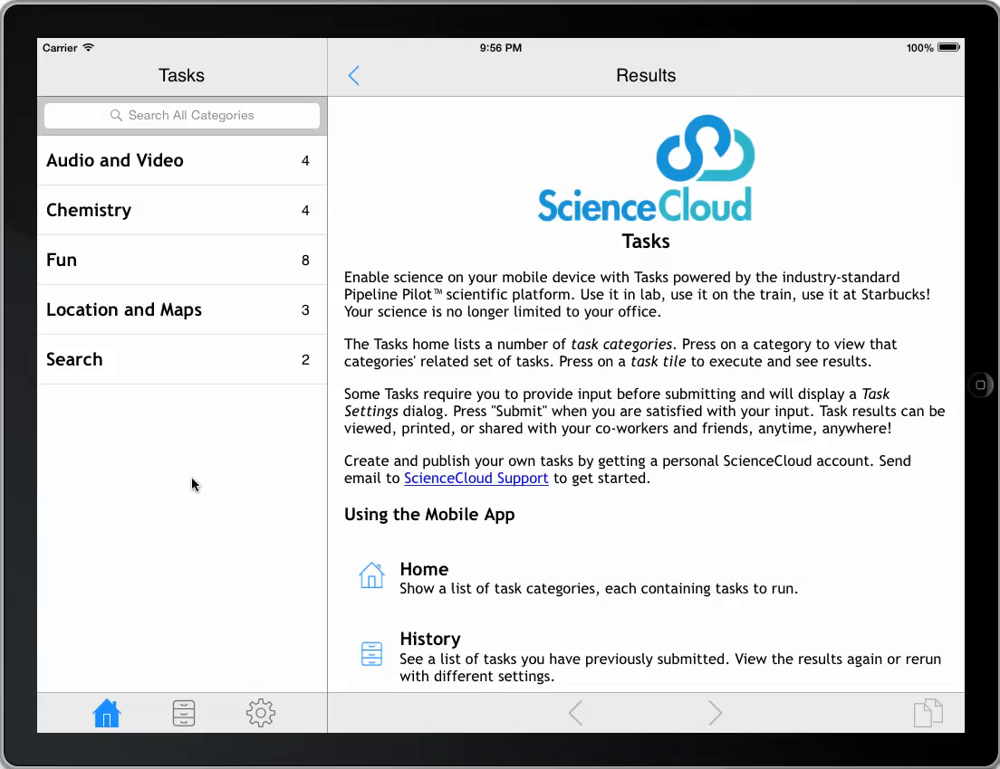 Carrier
9:56 PM
100%
Tasks
Results
Search All Categories
Audio and Video 4
Chemistry 4
Fun 8
Location and Maps 3
Search 2
ScienceCloud
Tasks
Enable science on your mobile device with Tasks powered by the industry-standard
Pipeline Pilot™ scientific platform. Use it in lab, use it on the train, use it at Starbucks!
Your science is no longer limited to your office.
The Tasks home lists a number of task categories. Press on a category to view that
categories' related set of tasks. Press on a task tile to execute and see results.
Some Tasks require you to provide input before submitting and will display a Task
Settings dialog. Press "Submit" when you are satisfied with your input. Task results can be
viewed, printed, or shared with your co-workers and friends, anytime, anywhere!
Create and publish your own tasks by getting a personal ScienceCloud account. Send
email to ScienceCloud Support to get started.
Using the Mobile App
Home
Show a list of task categories, each containing tasks to run.
History
See a list of tasks you have previously submitted. View the results again or rerun
with different settings.